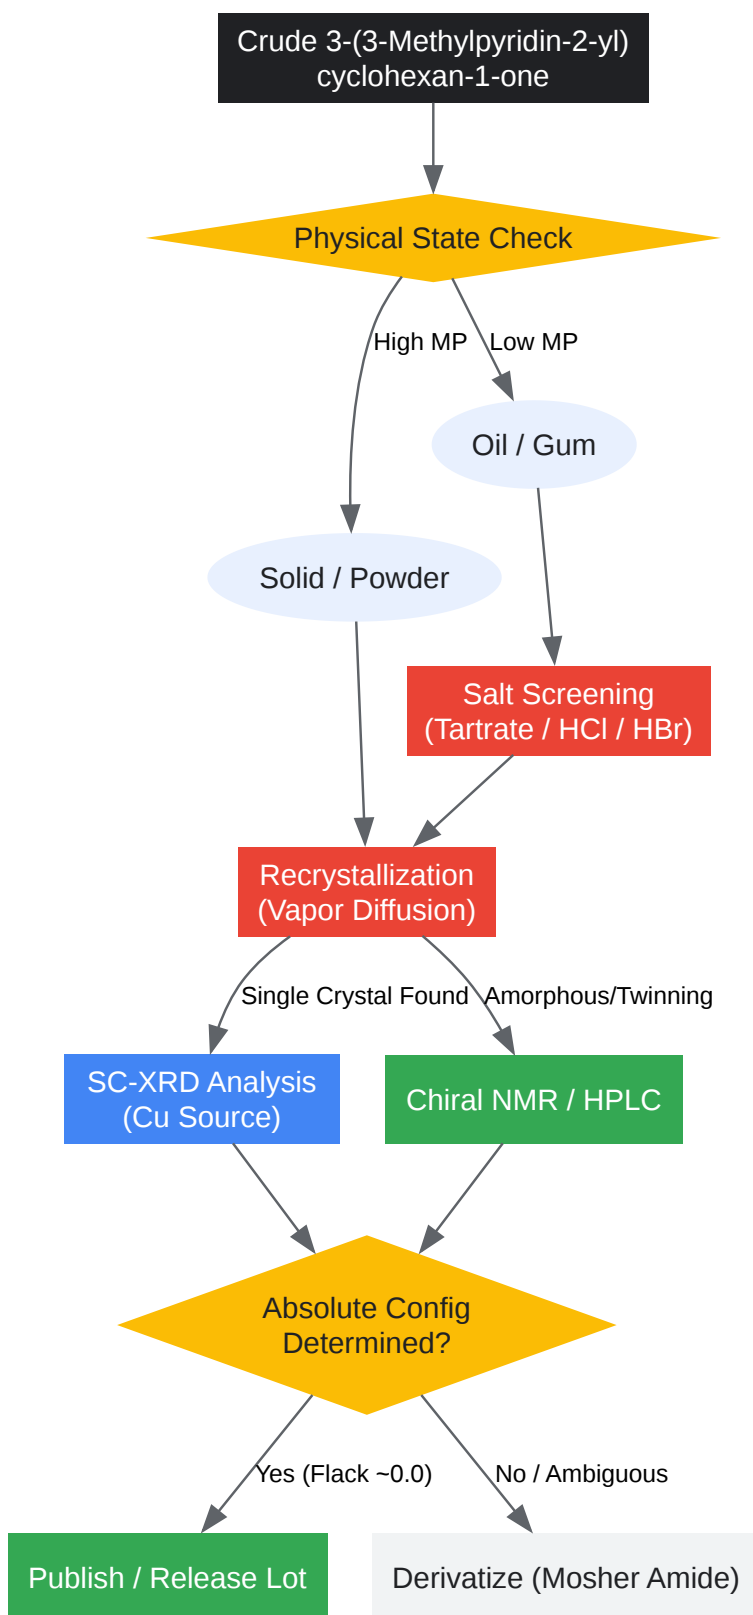 Crude 3-(3-Methylpyridin-2-yl)
cyclohexan-1-one
Physical State Check
High MP
Low MP
Oil / Gum
Solid / Powder
Salt Screening
(Tartrate / HCl / HBr)
Recrystallization
(Vapor Diffusion)
Single Crystal Found
Amorphous/Twinning
SC-XRD Analysis
(Cu Source)
Chiral NMR / HPLC
Absolute Config
Determined?
Yes (Flack ~0.0)
No / Ambiguous
Publish / Release Lot
Derivatize (Mosher Amide)